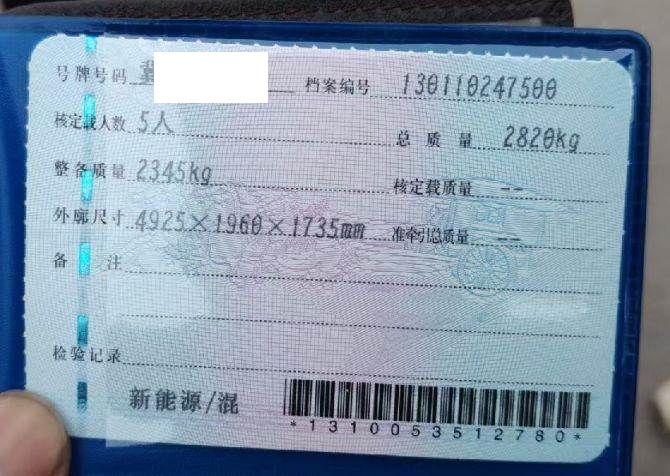 号牌号码 冀 档案编号 130110247500
核定载人数 5人 总质量 2820kg
整备质量 2345kg 核定载质量 --
外廓尺寸 4925×1960×1735mm 准牵引总质量 --
备注
检验记录
新能源/混
*1310053512780*